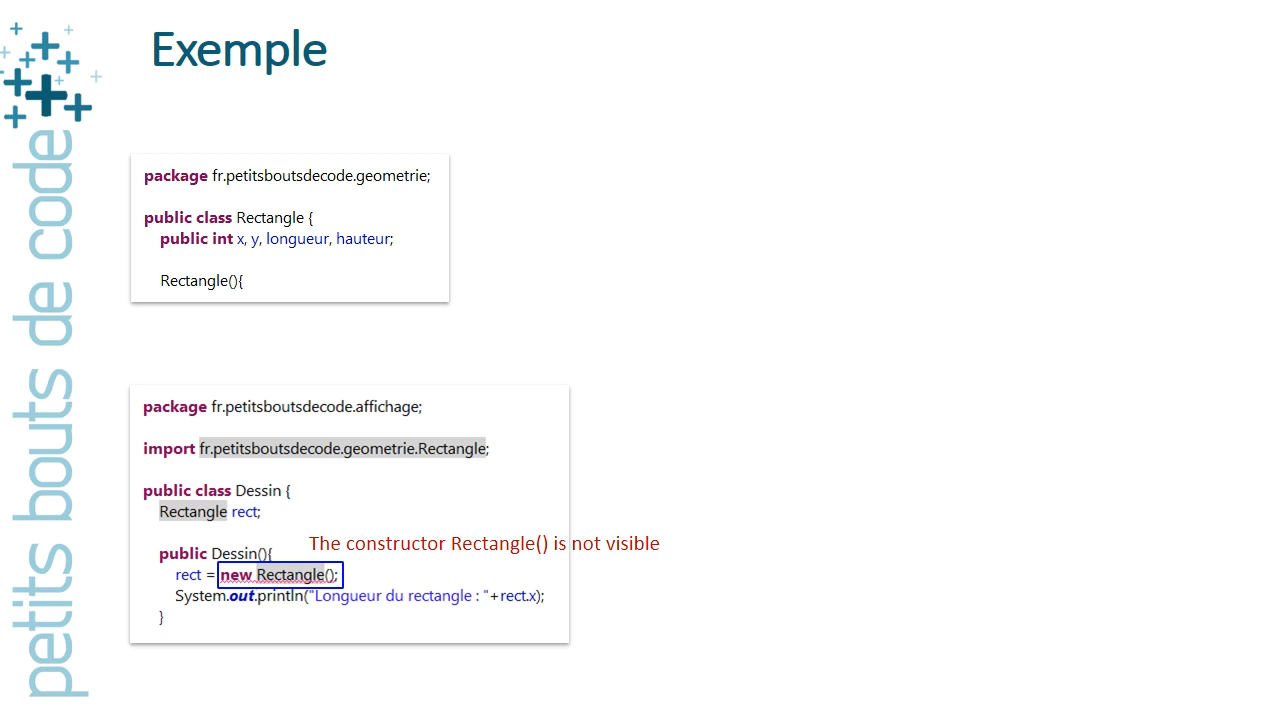 Exemple
petits bouts de code
package fr.petitsboutsdecode.geometrie;
public class Rectangle {
public int x, y, longueur, hauteur;
Rectangle(){
package fr.petitsboutsdecode.affichage;
import fr.petitsboutsdecode.geometrie.Rectangle;
public class Dessin {
Rectangle rect;
The constructor Rectangle() is not visible
public Dessin(){
rect = new Rectangle();
System.out.println("Longueur du rectangle : "+rect.x);
}